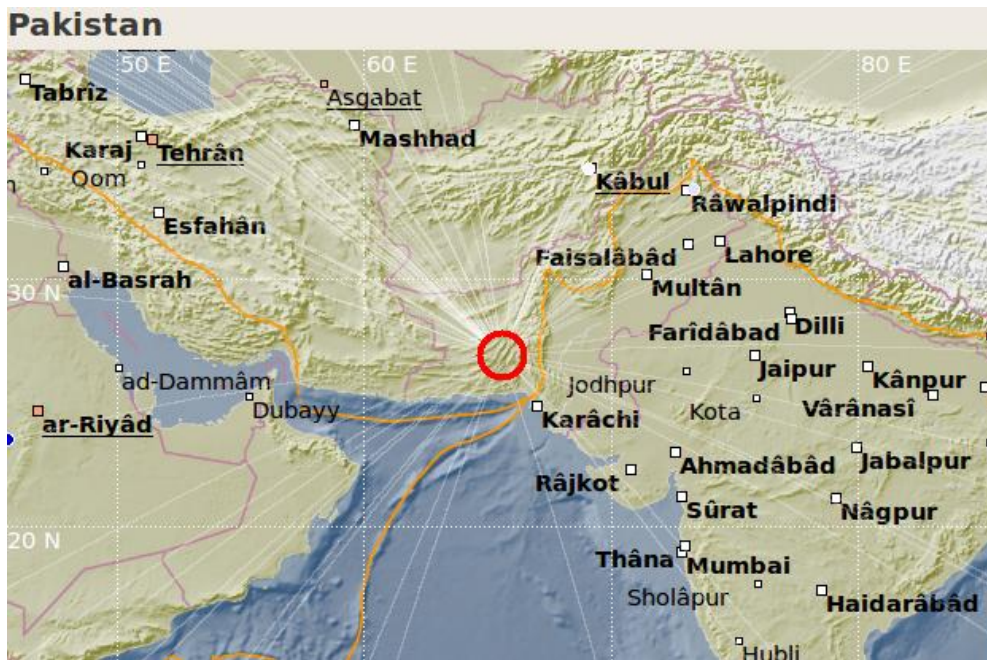 Pakistan
50 E
60 E
70 E
80 E
Tabrîz
Asgabat
Karaj
Tehrân
Mashhad
Qom
Kâbul
Râwalpindi
Esfahân
Faisalâbâd
Lahore
al-Basrah
Multân
30 N
Farîdâbad
Dilli
ad-Dammâm
Jodhpur
Jaipur
Kânpur
Dubayy
Kota
Vârânasî
ar-Riyâd
Karâchi
Ahmadâbâd
Jabalpur
Râjkot
Sûrat
Nâgpur
20 N
Thâna
Mumbai
Sholâpur
Haidarâbâd
Hubli